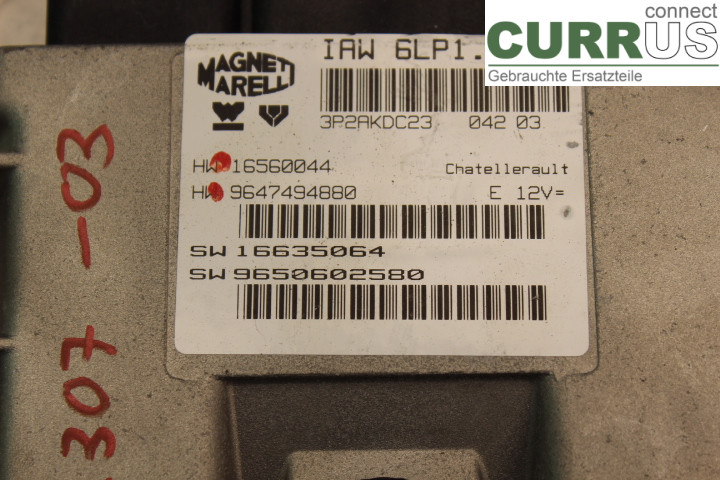 connect
CURRUS
Gebrauchte Ersatzteile
MAGNETI
MARELLI
IAW 6LP1.
3P2AKDC23 042 03
HW 16560044 Chatellerault
HW 9647494880 E 12V=
SW 16635064
SW 9650602580
307 -03